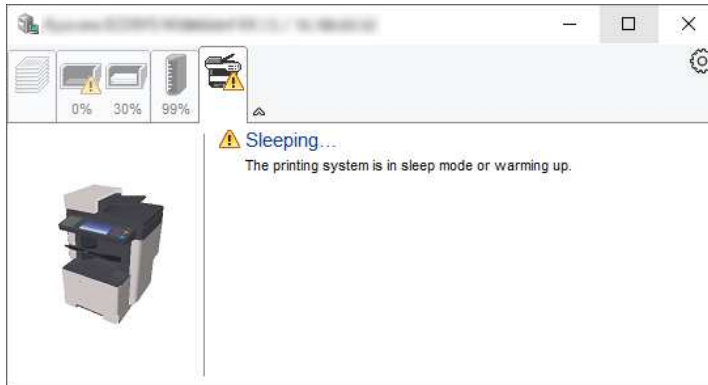 0%
30%
99%
Sleeping...
The printing system is in sleep mode or warming up.